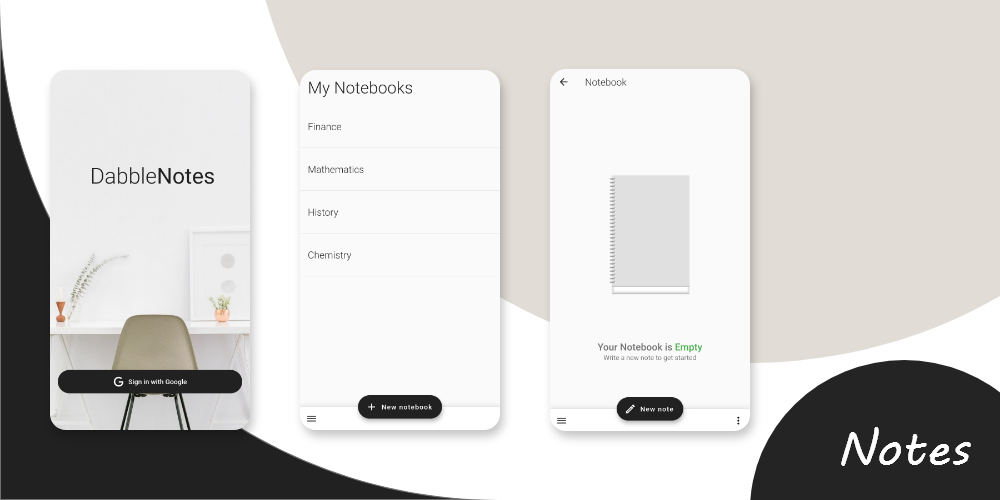 DabbleNotes
Sign in with Google
My Notebooks
Finance
Mathematics
History
Chemistry
New notebook
Notebook
Your Notebook is Empty
Write a new note to get started
New note
Notes